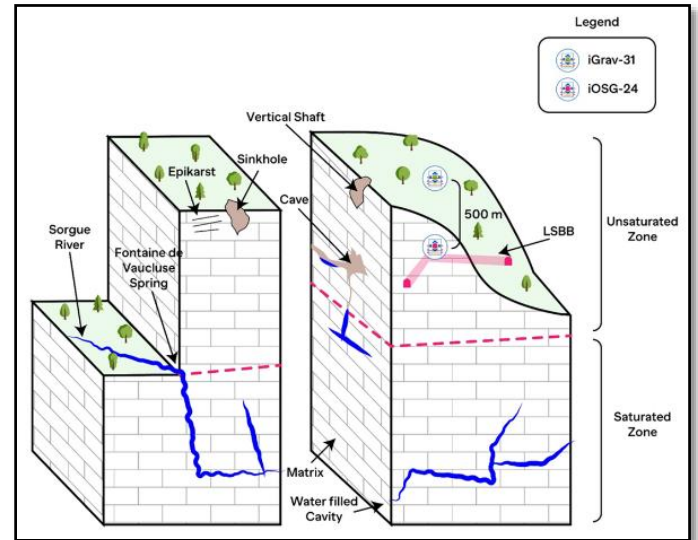 Legend
iGrav-31
iOSG-24
Vertical Shaft
Sinkhole
Epikarst
Cave
500 m
LSBB
Unsaturated
Zone
Sorgue
River
Fontaine de
Vaucluse
Spring
Saturated
Zone
Matrix
Water filled
Cavity